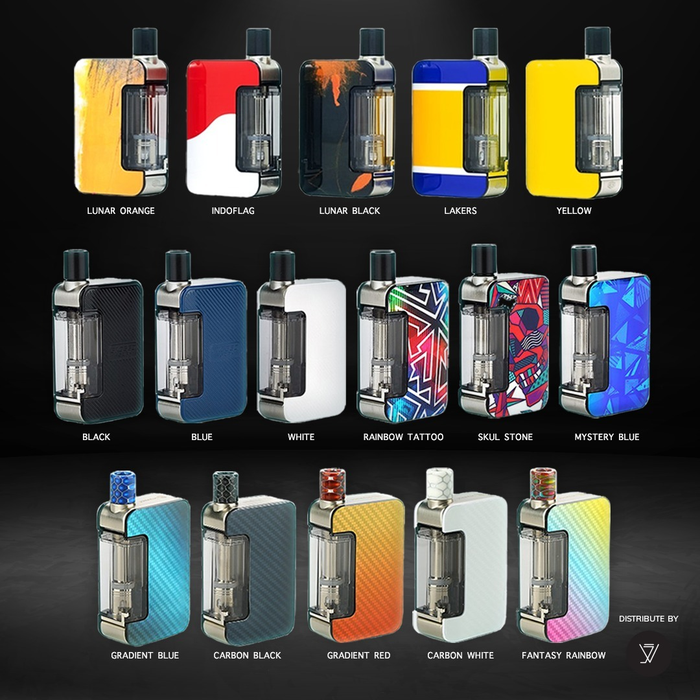 LUNAR ORANGE
INDOFLAG
LUNAR BLACK
LAKERS
YELLOW
BLACK
BLUE
WHITE
RAINBOW TATTOO
SKUL STONE
MYSTERY BLUE
GRADIENT BLUE
CARBON BLACK
GRADIENT RED
CARBON WHITE
FANTASY RAINBOW
DISTRIBUTE BY